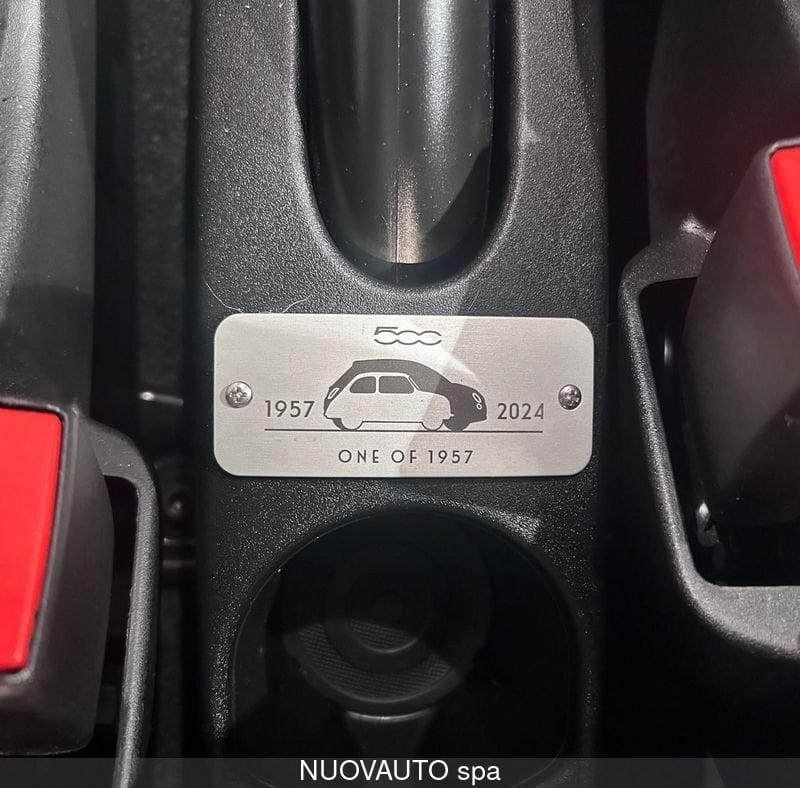 500
1957 2024
ONE OF 1957
NUOVAUTO spa